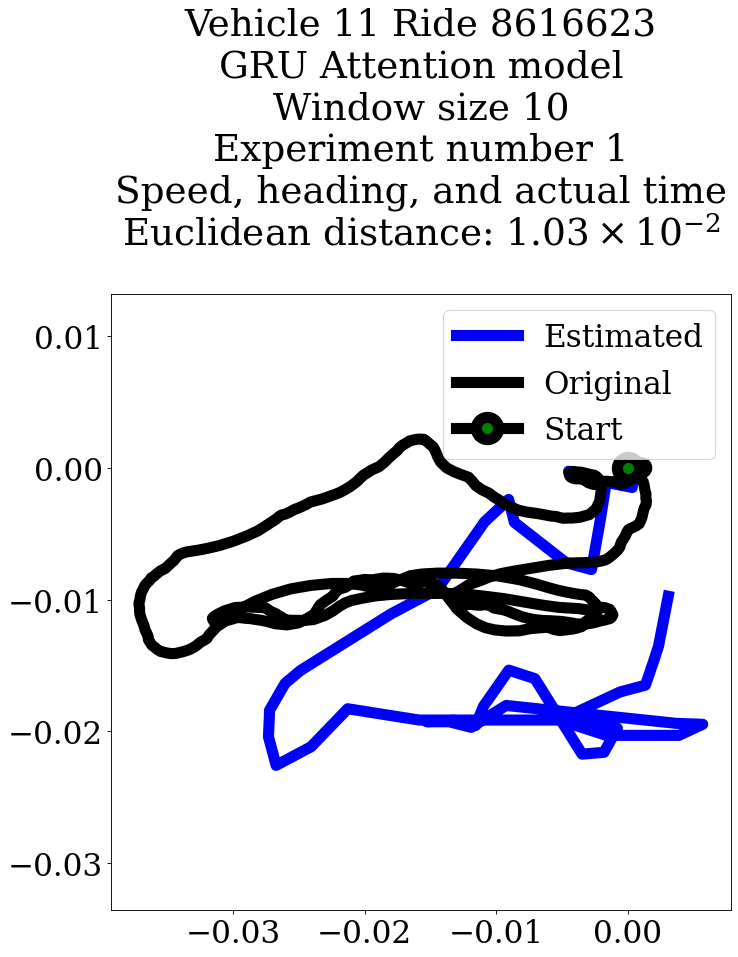 Vehicle 11 Ride 8616623
GRU Attention model
Window size 10
Experiment number 1
Speed, heading, and actual time
Euclidean distance: 1.03 × 10⁻²
Estimated
Original
Start
0.01
0.00
−0.01
−0.02
−0.03
−0.03 −0.02 −0.01 0.00